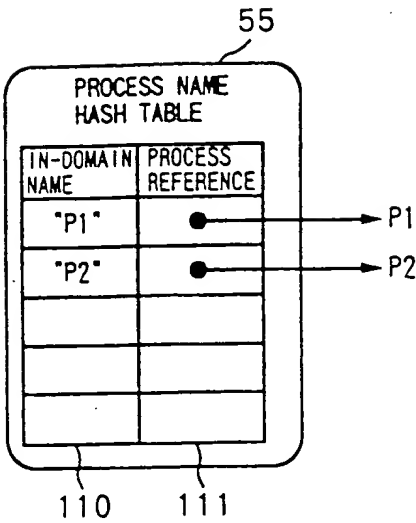 55
PROCESS NAME
HASH TABLE
IN-DOMAIN PROCESS
NAME REFERENCE
"P1" P1
"P2" P2
110 111